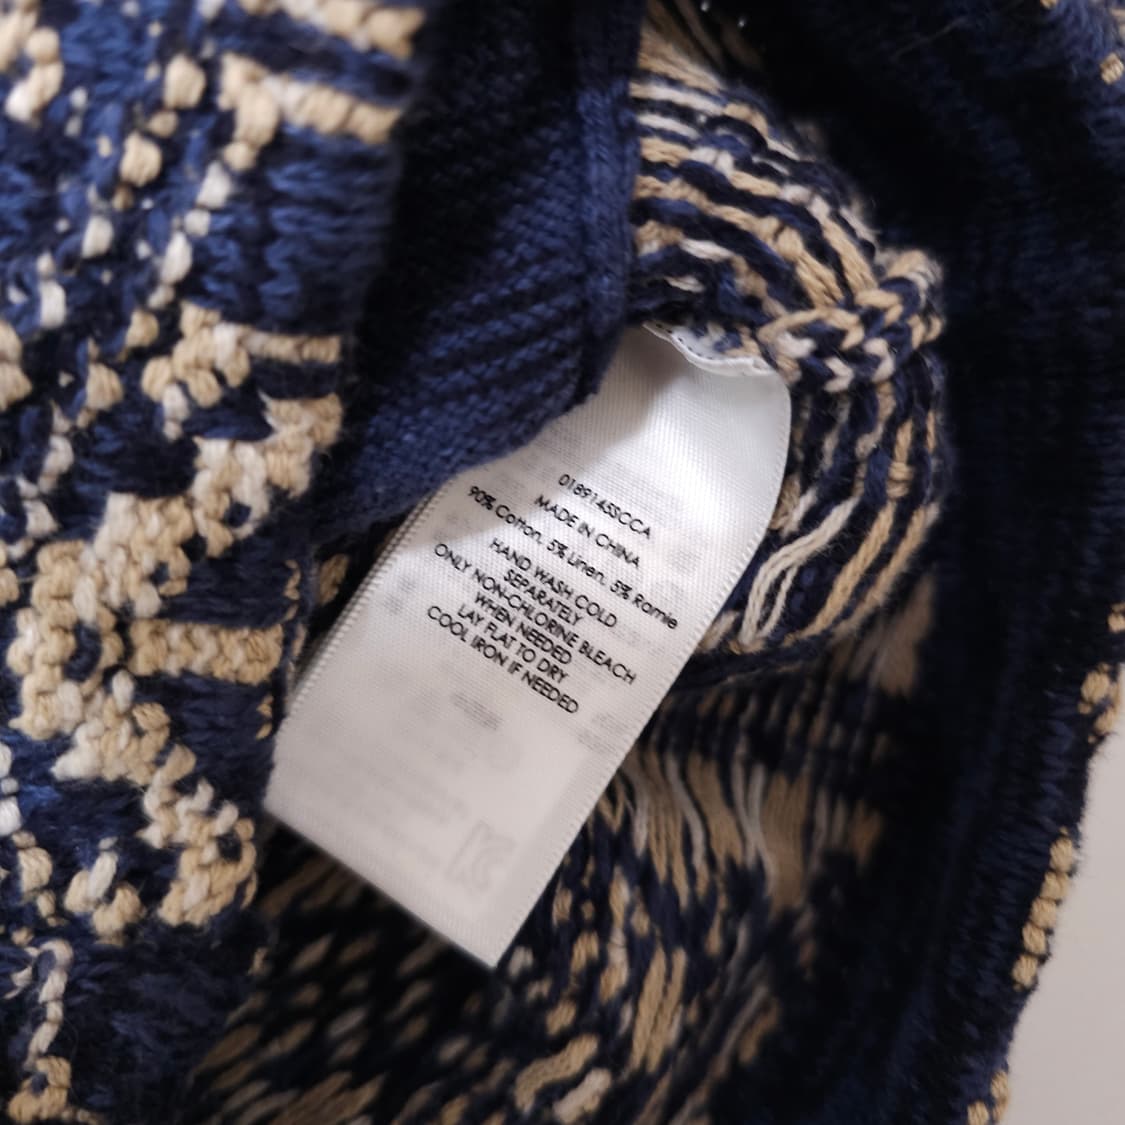 0189145SCCA
MADE IN CHINA
90% Cotton, 5% Linen, 5% Ramie
HAND WASH COLD
SEPARATELY
ONLY NON-CHLORINE BLEACH
WHEN NEEDED
LAY FLAT TO DRY
COOL IRON IF NEEDED